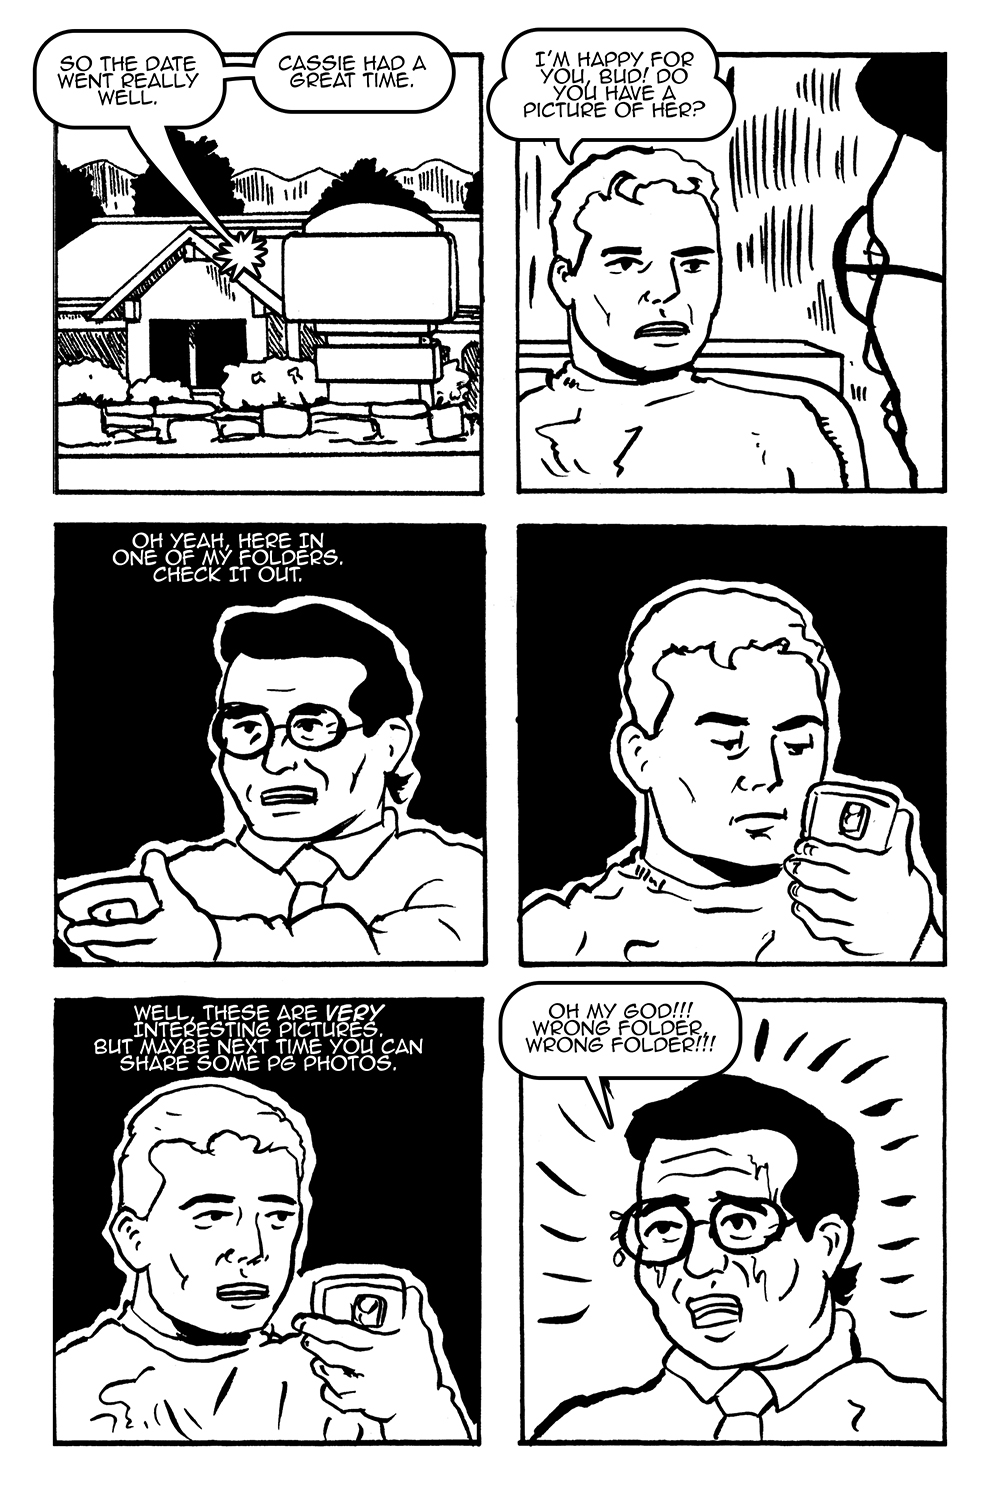 SO THE DATE
WENT REALLY
WELL.
CASSIE HAD A
GREAT TIME.
I'M HAPPY FOR
YOU, BUD! DO
YOU HAVE A
PICTURE OF HER?
OH YEAH, HERE IN
ONE OF MY FOLDERS.
CHECK IT OUT.
WELL, THESE ARE VERY
INTERESTING PICTURES.
BUT MAYBE NEXT TIME YOU CAN
SHARE SOME PG PHOTOS.
OH MY GOD!!!
WRONG FOLDER,
WRONG FOLDER!!!